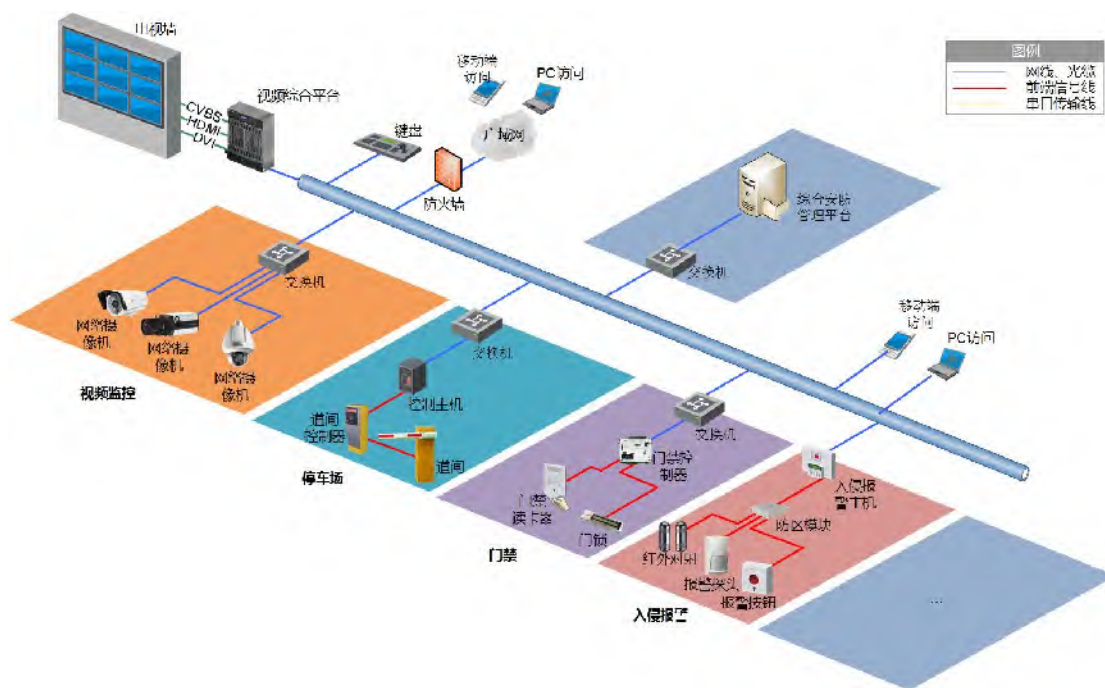 电视墙
视频综合平台
CVBS
HDMI
DVI
键盘
移动端
访问
PC访问
广域网
防火墙
图例
网线、光缆
前端信号线
串口传输线
综合安防
管理平台
交换机
交换机
网络摄
像机
网络摄
像机
网络摄
像机
视频监控
交换机
控制主机
道闸
控制器
道闸
停车场
移动端
访问
PC访问
交换机
门禁控
制器
门禁
读卡器
门锁
门禁
入侵报
警主机
防区模块
红外对射
报警探头
报警按钮
入侵报警
...